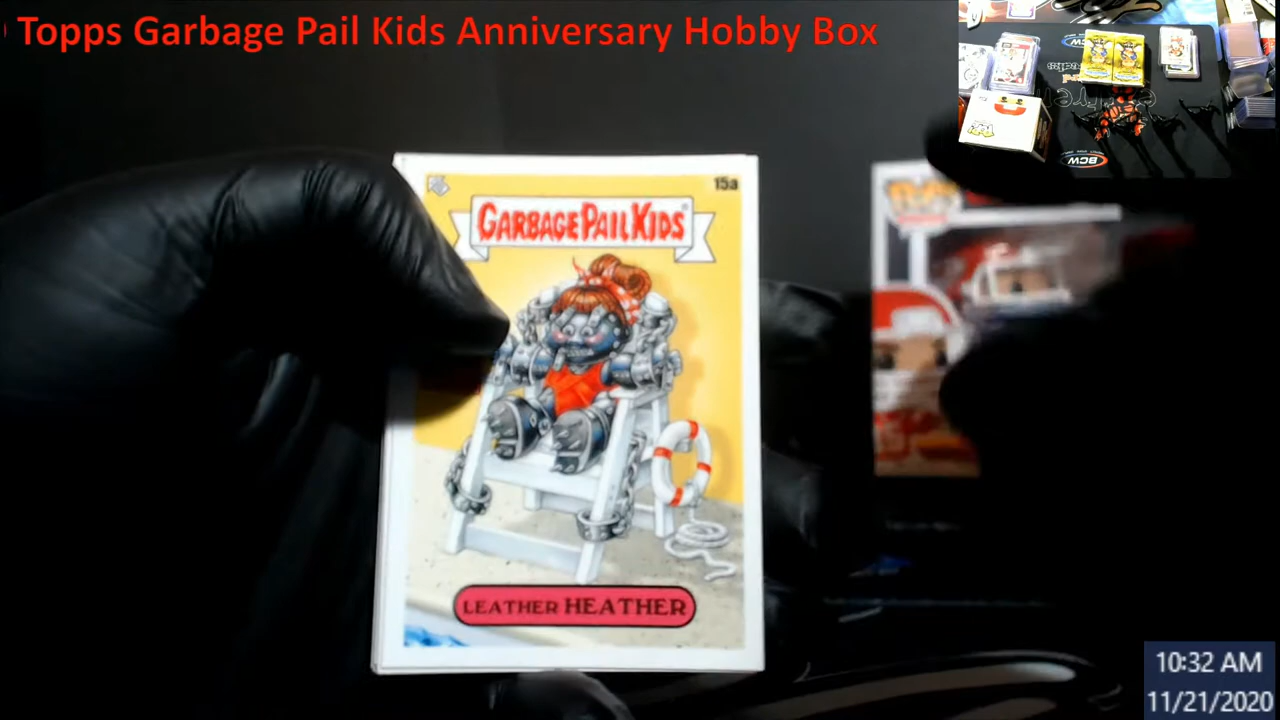 Topps Garbage Pail Kids Anniversary Hobby Box
BCW
15a
GARBAGE PAIL KIDS
LEATHER HEATHER
10:32 AM
11/21/2020